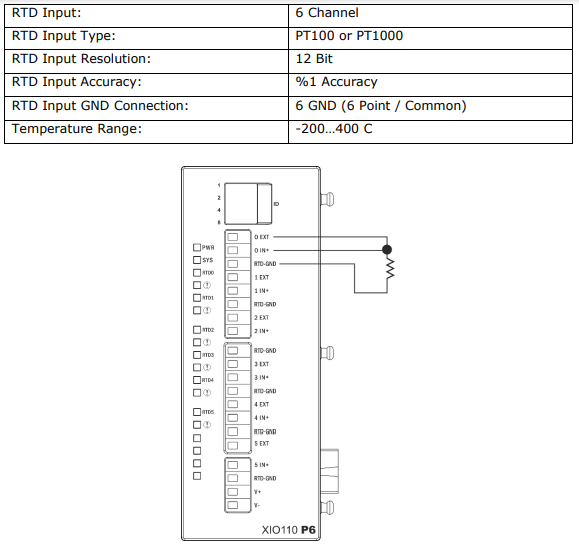 RTD Input: 6 Channel
RTD Input Type: PT100 or PT1000
RTD Input Resolution: 12 Bit
RTD Input Accuracy: %1 Accuracy
RTD Input GND Connection: 6 GND (6 Point / Common)
Temperature Range: -200…400 C
1
2
4
8
ID
PWR
SYS
RTD0
!
RTD1
!
RTD2
!
RTD3
!
RTD4
!
RTD5
!
0 EXT
0 IN+
RTD-GND
1 EXT
1 IN+
RTD-GND
2 EXT
2 IN+
RTD-GND
3 EXT
3 IN+
RTD-GND
4 EXT
4 IN+
RTD-GND
5 EXT
5 IN+
RTD-GND
V+
V-
XIO110 P6